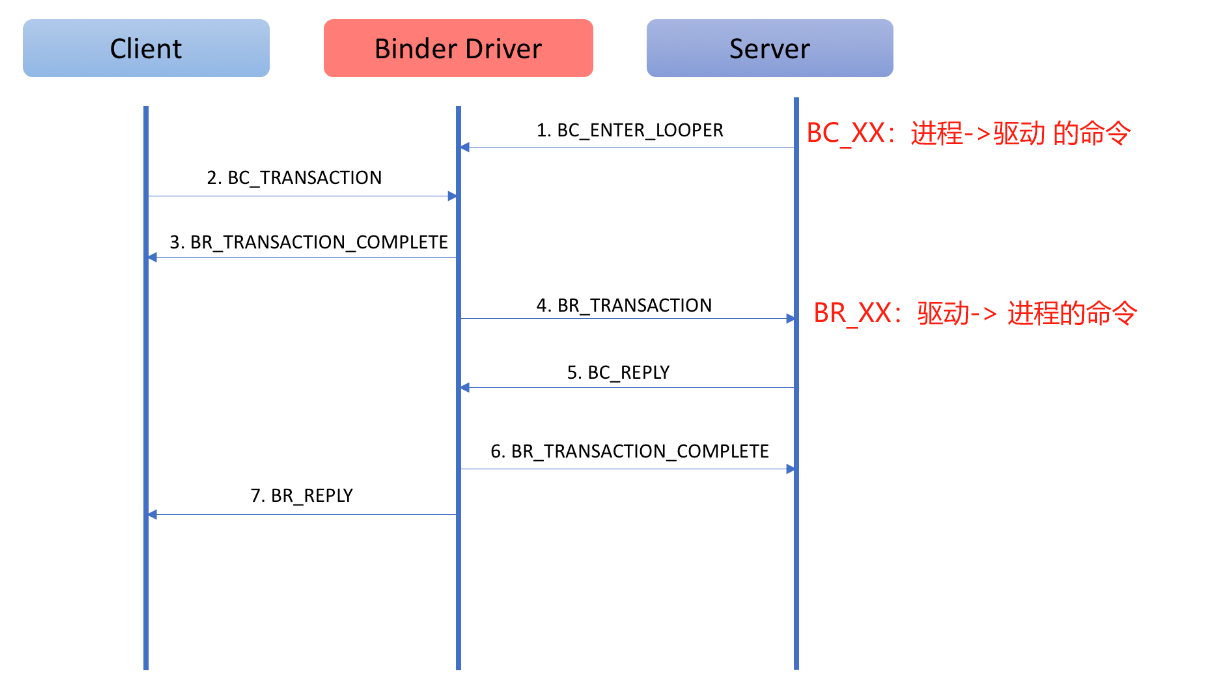 Client
Binder Driver
Server
1. BC_ENTER_LOOPER
BC_XX：进程->驱动 的命令
2. BC_TRANSACTION
3. BR_TRANSACTION_COMPLETE
4. BR_TRANSACTION
BR_XX：驱动-> 进程的命令
5. BC_REPLY
6. BR_TRANSACTION_COMPLETE
7. BR_REPLY